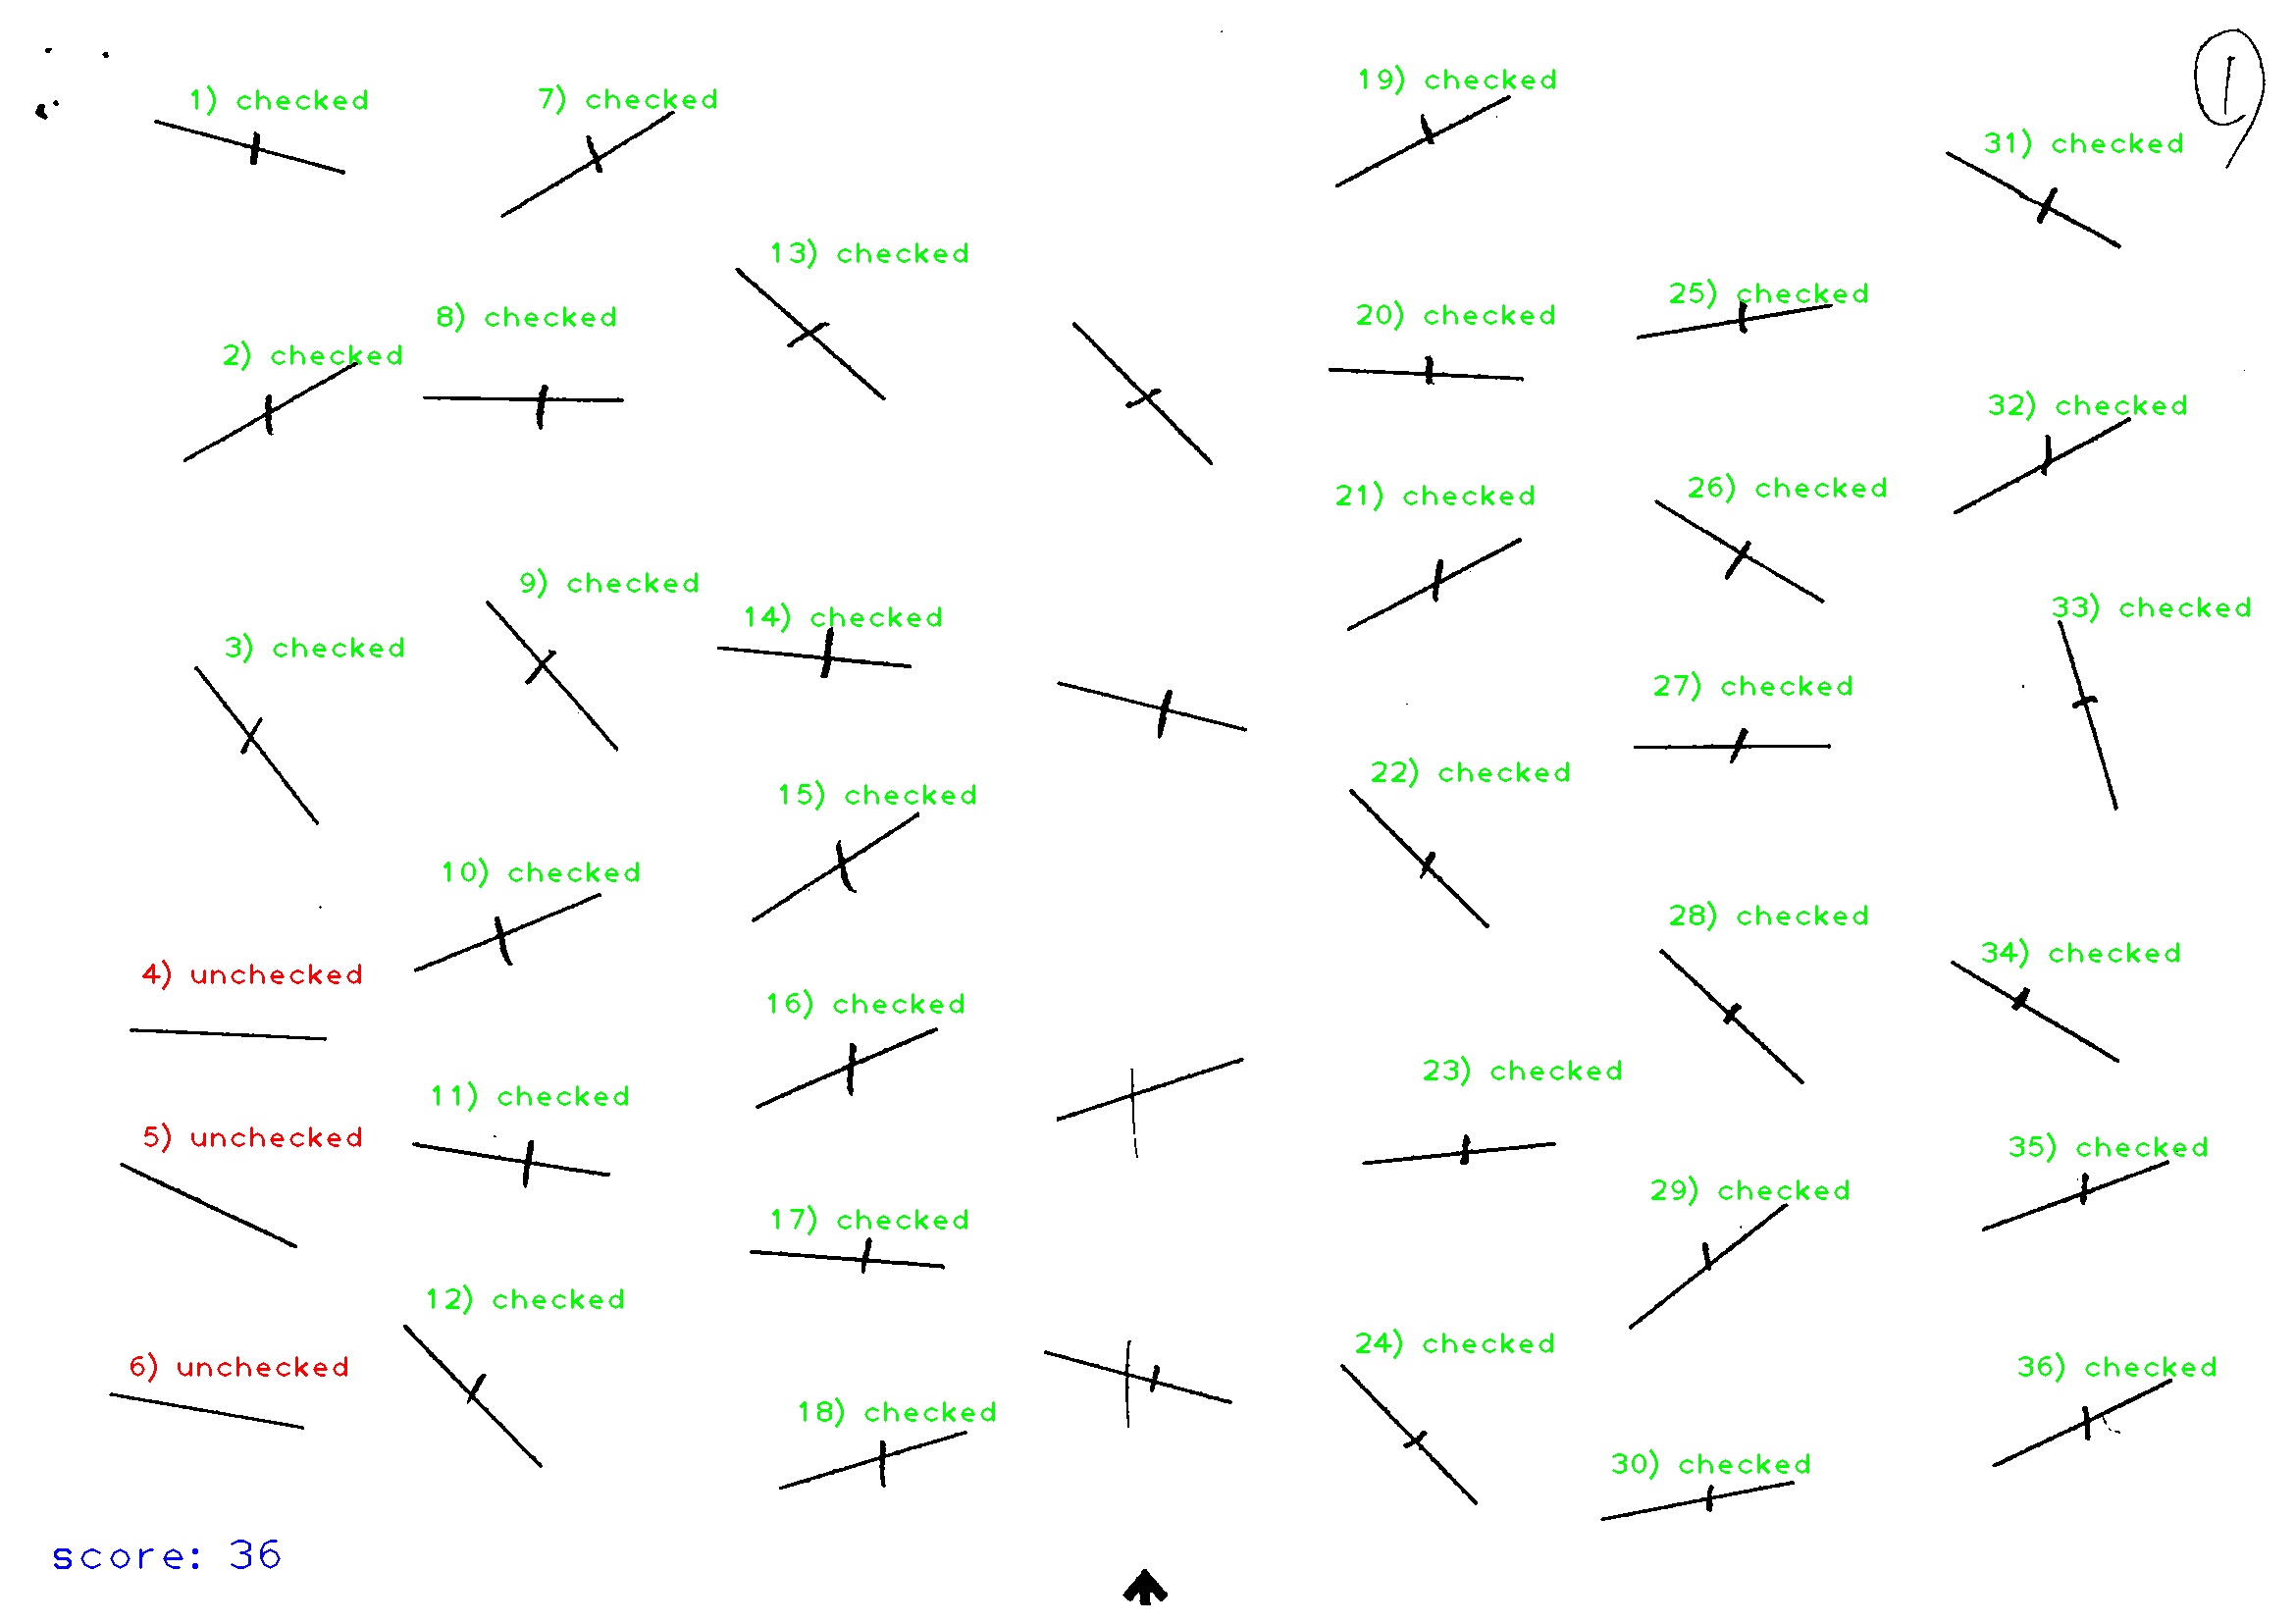 1
1) checked
2) checked
3) checked
4) unchecked
5) unchecked
6) unchecked
7) checked
8) checked
9) checked
10) checked
11) checked
12) checked
13) checked
14) checked
15) checked
16) checked
17) checked
18) checked
19) checked
20) checked
21) checked
22) checked
23) checked
24) checked
25) checked
26) checked
27) checked
28) checked
29) checked
30) checked
31) checked
32) checked
33) checked
34) checked
35) checked
36) checked
score: 36